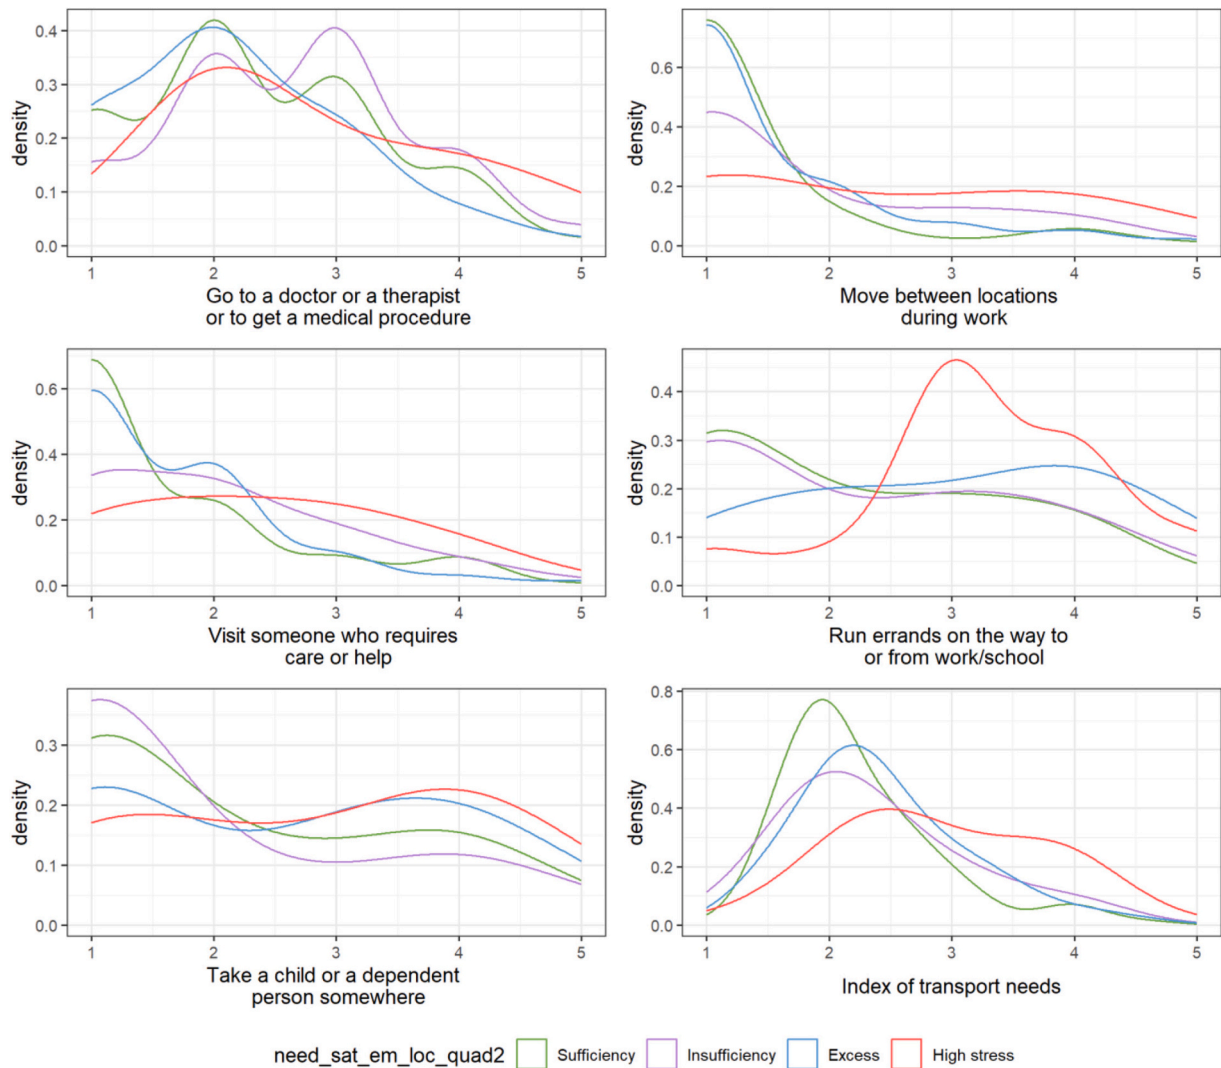 density
0.4
0.3
0.2
0.1
0.0
1 2 3 4 5
Go to a doctor or a therapist
or to get a medical procedure
density
0.6
0.4
0.2
0.0
1 2 3 4 5
Move between locations
during work
density
0.6
0.4
0.2
0.0
1 2 3 4 5
Visit someone who requires
care or help
density
0.4
0.3
0.2
0.1
0.0
1 2 3 4 5
Run errands on the way to
or from work/school
density
0.3
0.2
0.1
0.0
1 2 3 4 5
Take a child or a dependent
person somewhere
density
0.8
0.6
0.4
0.2
0.0
1 2 3 4 5
Index of transport needs
need_sat_em_loc_quad2 Sufficiency Insufficiency Excess High stress